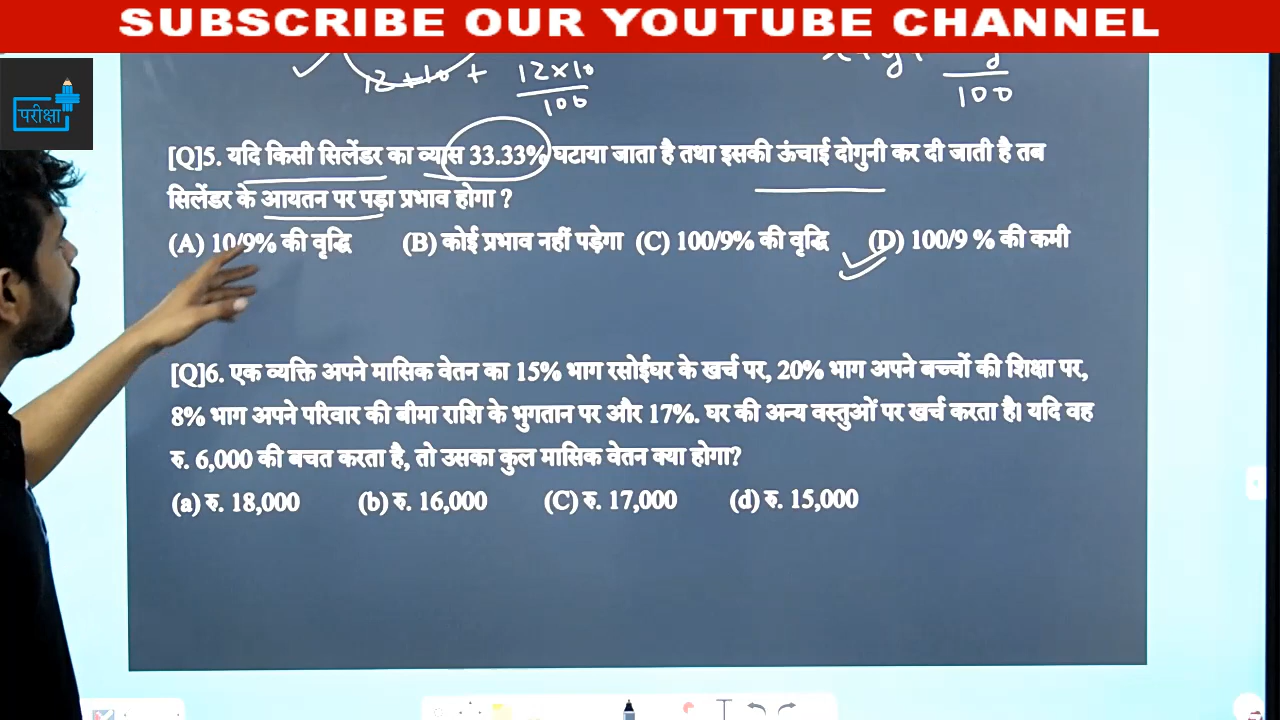 SUBSCRIBE OUR YOUTUBE CHANNEL
12 + 10 + 12 × 10 / 100
100
परीक्षा
[Q]5. यदि किसी सिलेंडर का व्यास 33.33% घटाया जाता है तथा इसकी ऊंचाई दोगुनी कर दी जाती है तब
सिलेंडर के आयतन पर पड़ा प्रभाव होगा ?
(A) 10/9% की वृद्धि (B) कोई प्रभाव नहीं पड़ेगा (C) 100/9% की वृद्धि (D) 100/9 % की कमी
[Q]6. एक व्यक्ति अपने मासिक वेतन का 15% भाग रसोईघर के खर्च पर, 20% भाग अपने बच्चों की शिक्षा पर,
8% भाग अपने परिवार की बीमा राशि के भुगतान पर और 17%. घर की अन्य वस्तुओं पर खर्च करता है। यदि वह
रु. 6,000 की बचत करता है, तो उसका कुल मासिक वेतन क्या होगा?
(a) रु. 18,000 (b) रु. 16,000 (C) रु. 17,000 (d) रु. 15,000